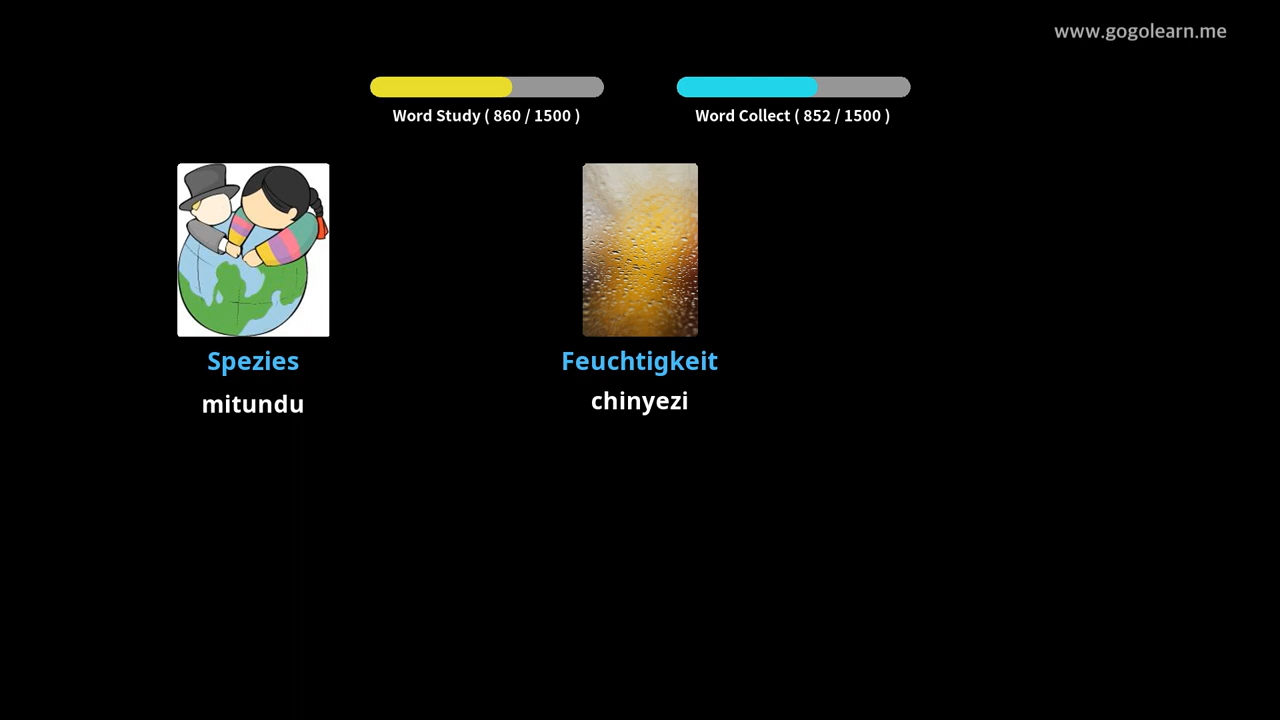 www.gogolearn.me
Word Study ( 860 / 1500 )
Word Collect ( 852 / 1500 )
Spezies
mitundu
Feuchtigkeit
chinyezi